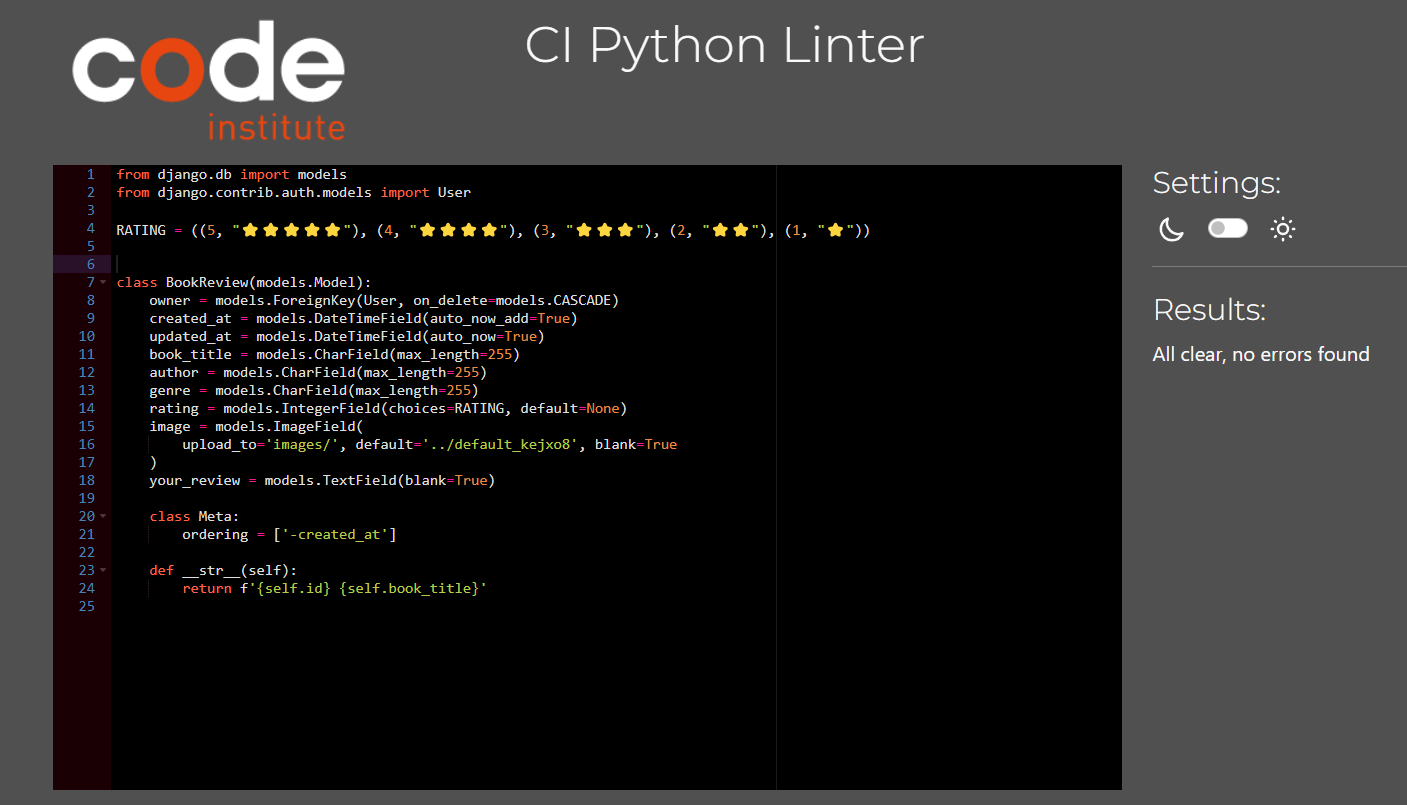 code
institute
CI Python Linter
1 from django.db import models
2 from django.contrib.auth.models import User
3
4 RATING = ((5, "⭐⭐⭐⭐⭐"), (4, "⭐⭐⭐⭐"), (3, "⭐⭐⭐"), (2, "⭐⭐"), (1, "⭐"))
5
6
7 class BookReview(models.Model):
8     owner = models.ForeignKey(User, on_delete=models.CASCADE)
9     created_at = models.DateTimeField(auto_now_add=True)
10     updated_at = models.DateTimeField(auto_now=True)
11     book_title = models.CharField(max_length=255)
12     author = models.CharField(max_length=255)
13     genre = models.CharField(max_length=255)
14     rating = models.IntegerField(choices=RATING, default=None)
15     image = models.ImageField(
16         upload_to='images/', default='../default_kejxo8', blank=True
17     )
18     your_review = models.TextField(blank=True)
19
20     class Meta:
21         ordering = ['-created_at']
22
23     def __str__(self):
24         return f'{self.id} {self.book_title}'
25
Settings:
Results:
All clear, no errors found